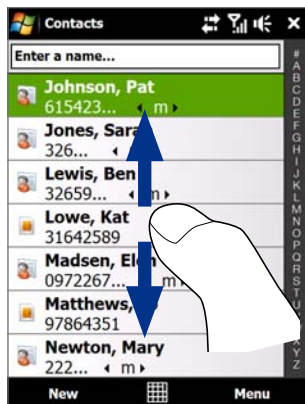 Contacts
Enter a name...
Johnson, Pat
615423... m
Jones, Sara
326...
Lewis, Ben
32659... m
Lowe, Kat
31642589
Madsen,
0972267... m
Matthews,
97864351
Newton, Mary
222... m
#
A
B
C
D
E
F
G
H
I
J
K
L
M
N
O
P
Q
R
S
T
U
X
Y
Z
New
Menu